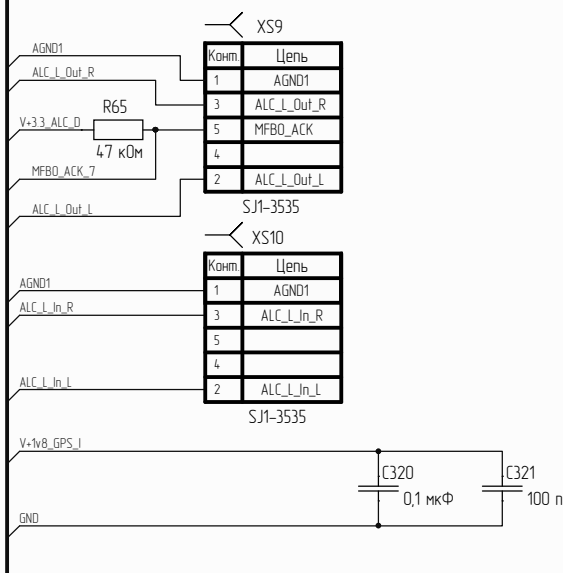 XS9
AGND1
Конт. Цепь
1 AGND1
ALC_L_Out_R
3 ALC_L_Out_R
R65
V+3.3_ALC_D
5 MFBO_ACK
47 кОм
4
MFBO_ACK_7
2 ALC_L_Out_L
ALC_L_Out_L
SJ1-3535
XS10
Конт. Цепь
AGND1
1 AGND1
ALC_L_In_R
3 ALC_L_In_R
5
4
ALC_L_In_L
2 ALC_L_In_L
SJ1-3535
V+1v8_GPS_I
C320
C321
0,1 мкФ
100 п
GND